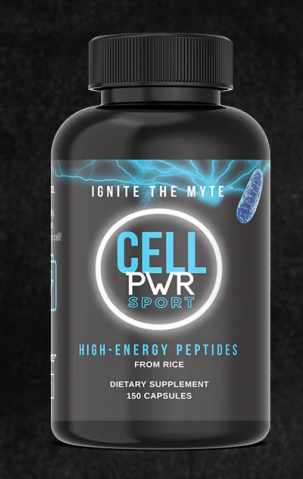 IGNITE THE MYTE™
CELL
PWR
SPORT
HIGH-ENERGY PEPTIDES
FROM RICE
DIETARY SUPPLEMENT
150 CAPSULES